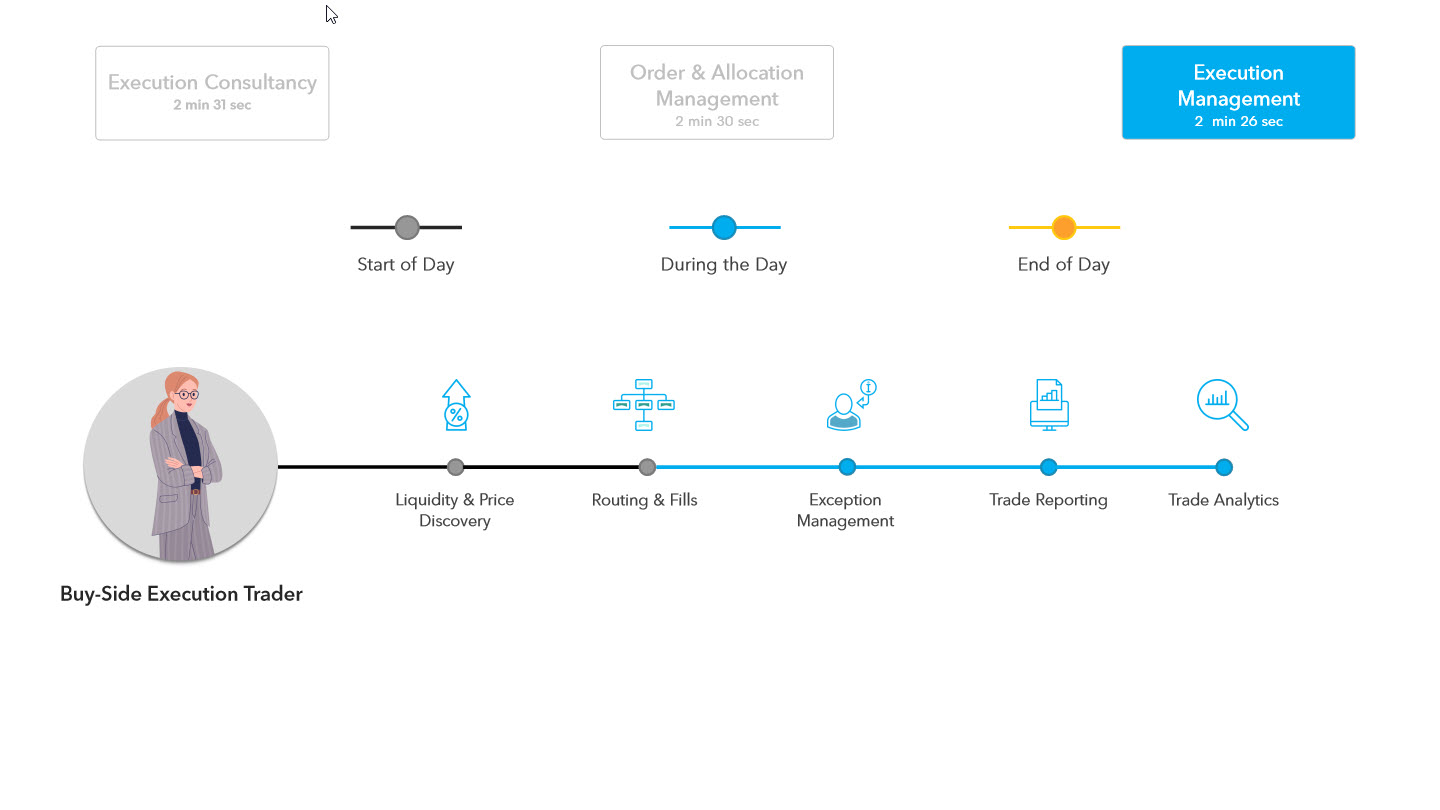 Execution Consultancy
2 min 31 sec
Order & Allocation
Management
2 min 30 sec
Execution
Management
2 min 26 sec
Start of Day
During the Day
End of Day
%
Liquidity & Price
Discovery
Routing & Fills
Exception
Management
Trade Reporting
Trade Analytics
Buy-Side Execution Trader